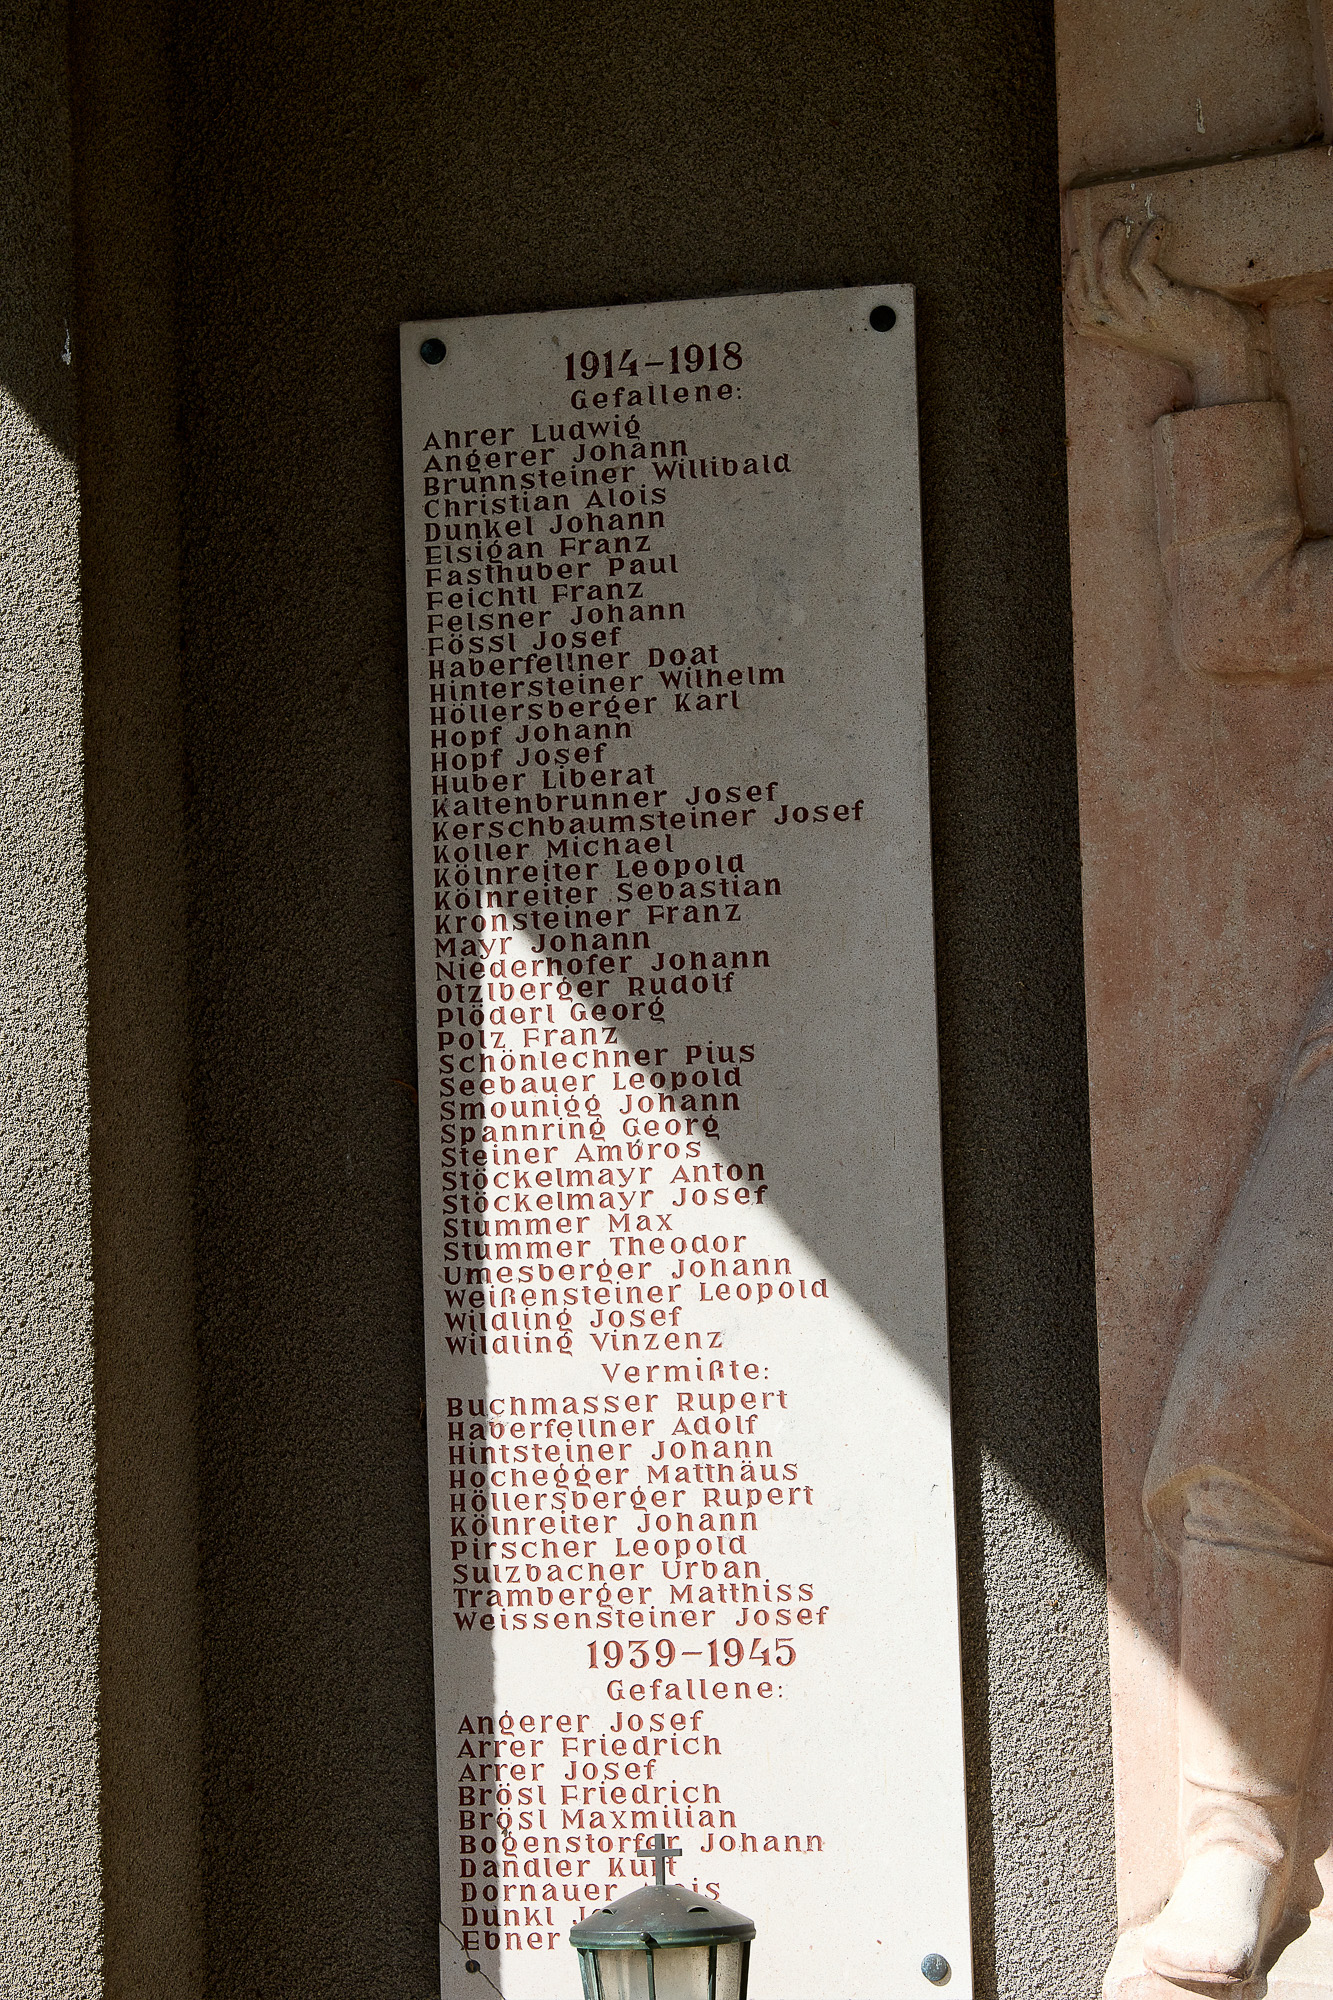 1914–1918
Gefallene:
Ahrer Ludwig
Angerer Johann
Brunnsteiner Willibald
Christian Alois
Dunkel Johann
Elsigan Franz
Fasthuber Paul
Feichtl Franz
Felsner Johann
Fössl Josef
Haberfellner Doat
Hintersteiner Wilhelm
Höllersberger Karl
Hopf Johann
Hopf Josef
Huber Liberat
Kaltenbrunner Josef
Kerschbaumsteiner Josef
Koller Michael
Kölnreiter Leopold
Kölnreiter Sebastian
Kronsteiner Franz
Mayr Johann
Niederhofer Johann
Otzlberger Rudolf
Plöderl Georg
Polz Franz
Schönlechner Pius
Seebauer Leopold
Smounigg Johann
Spannring Georg
Steiner Ambros
Stöckelmayr Anton
Stöckelmayr Josef
Stummer Max
Stummer Theodor
Umesberger Johann
Weißensteiner Leopold
Wildling Josef
Wildling Vinzenz
Vermißte:
Buchmasser Rupert
Haberfellner Adolf
Hintsteiner Johann
Hochegger Matthäus
Höllersberger Rupert
Kölnreiter Johann
Pirscher Leopold
Sulzbacher Urban
Tramberger Matthiss
Weissensteiner Josef
1939–1945
Gefallene:
Angerer Josef
Arrer Friedrich
Arrer Josef
Brösl Friedrich
Brösl Maxmilian
Bogenstorfer Johann
Dandler Kurt
Dornauer
Dunkl
Ebner